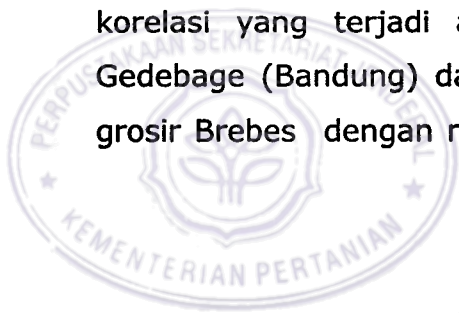 korelasi yang terjadi a
Gedebage (Bandung) da
grosir Brebes dengan r
PERPUSTAKAAN SEKRETARIAT JENDERAL
KEMENTERIAN PERTANIAN